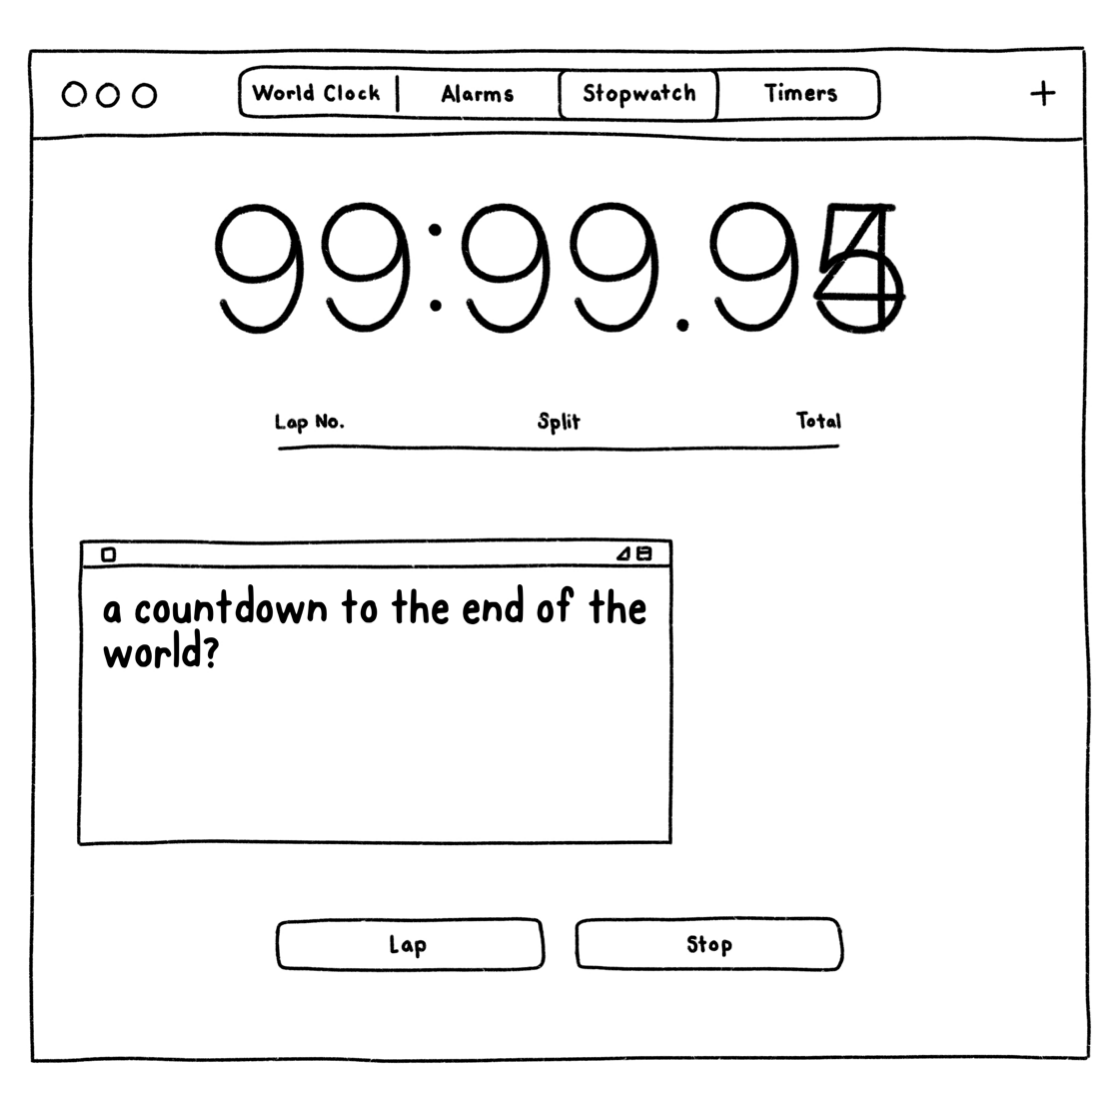 World Clock Alarms Stopwatch Timers +
99:99.9
Lap No. Split Total
a countdown to the end of the
world?
Lap Stop